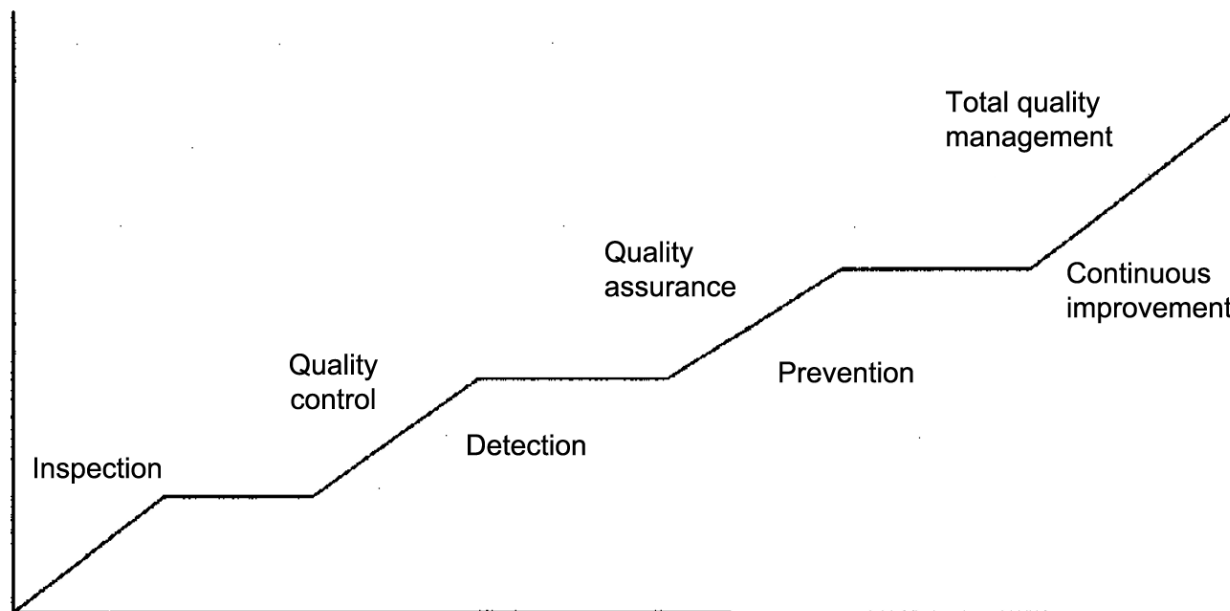 Total quality
management
Quality
assurance
Continuous
improvement
Quality
control
Prevention
Detection
Inspection